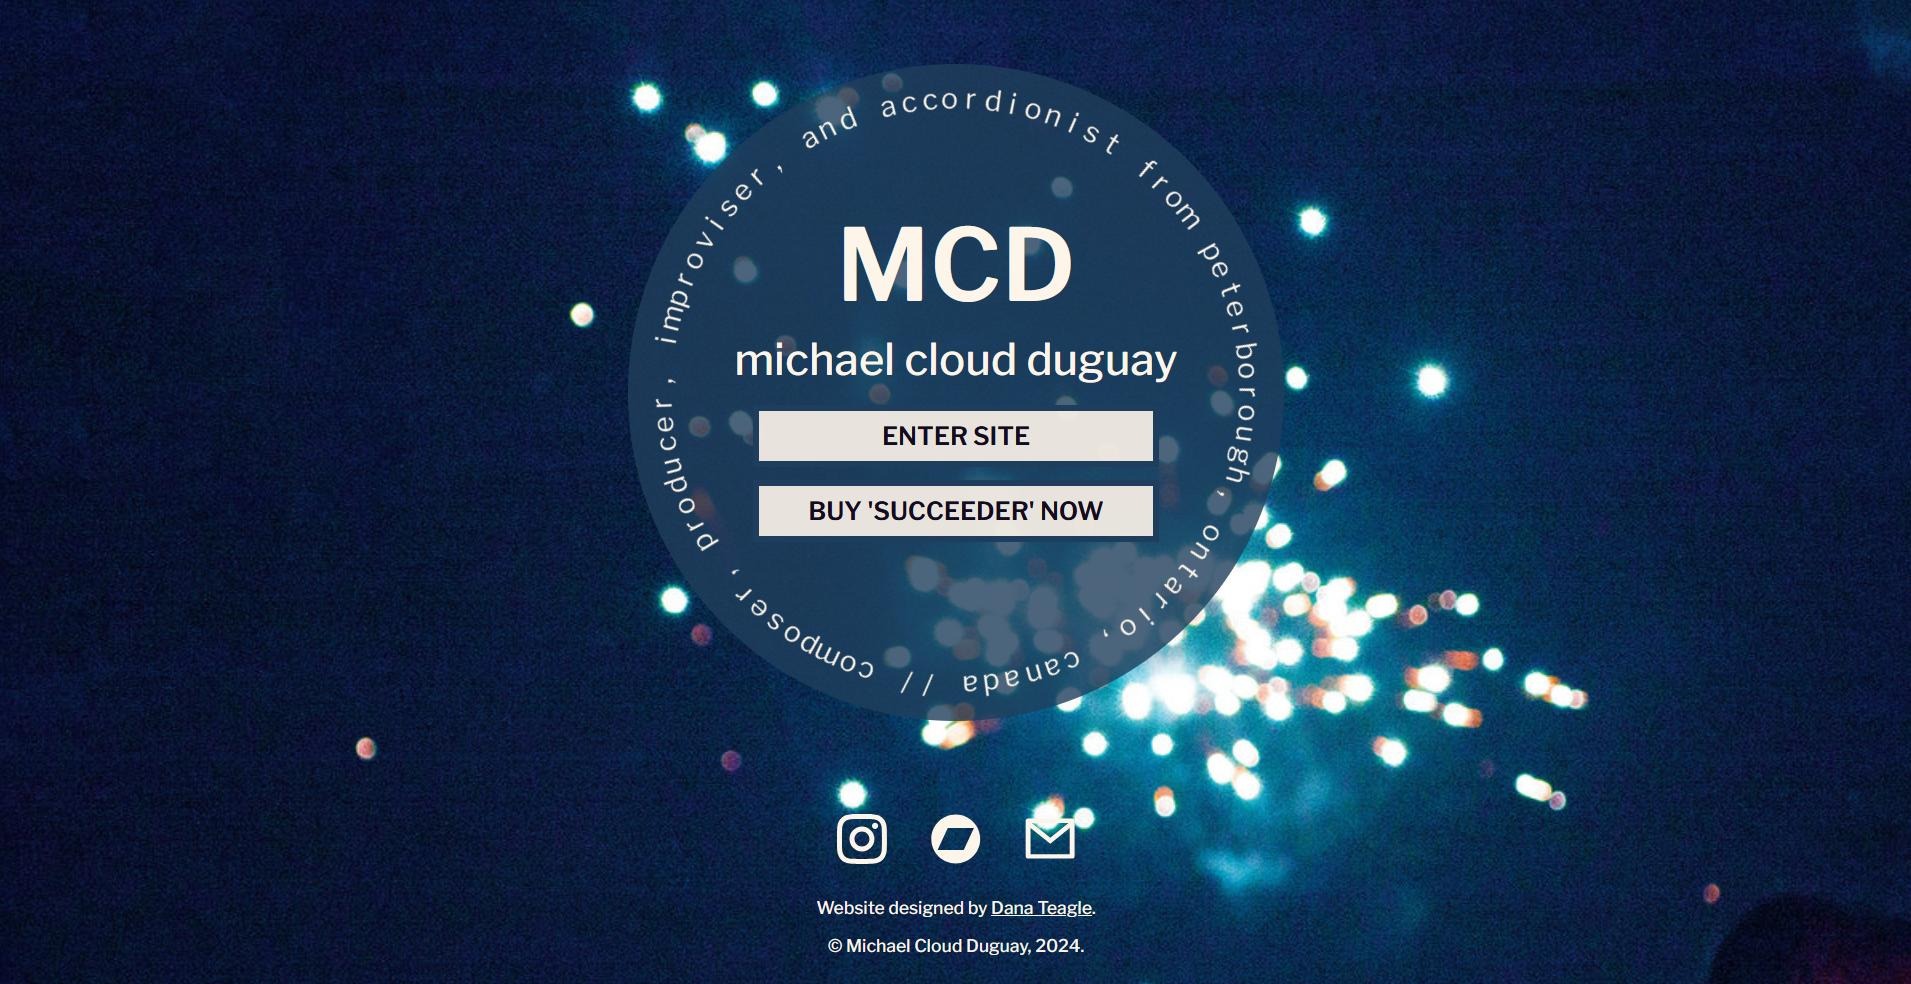 // composer, producer, improviser, and accordionist from peterborough, ontario, canada
MCD
michael cloud duguay
ENTER SITE
BUY 'SUCCEEDER' NOW
Website designed by Dana Teagle.
© Michael Cloud Duguay, 2024.